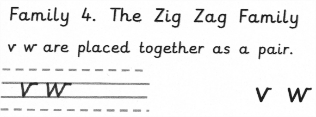 Family 4. The Zig Zag Family
v w are placed together as a pair.
v w v w